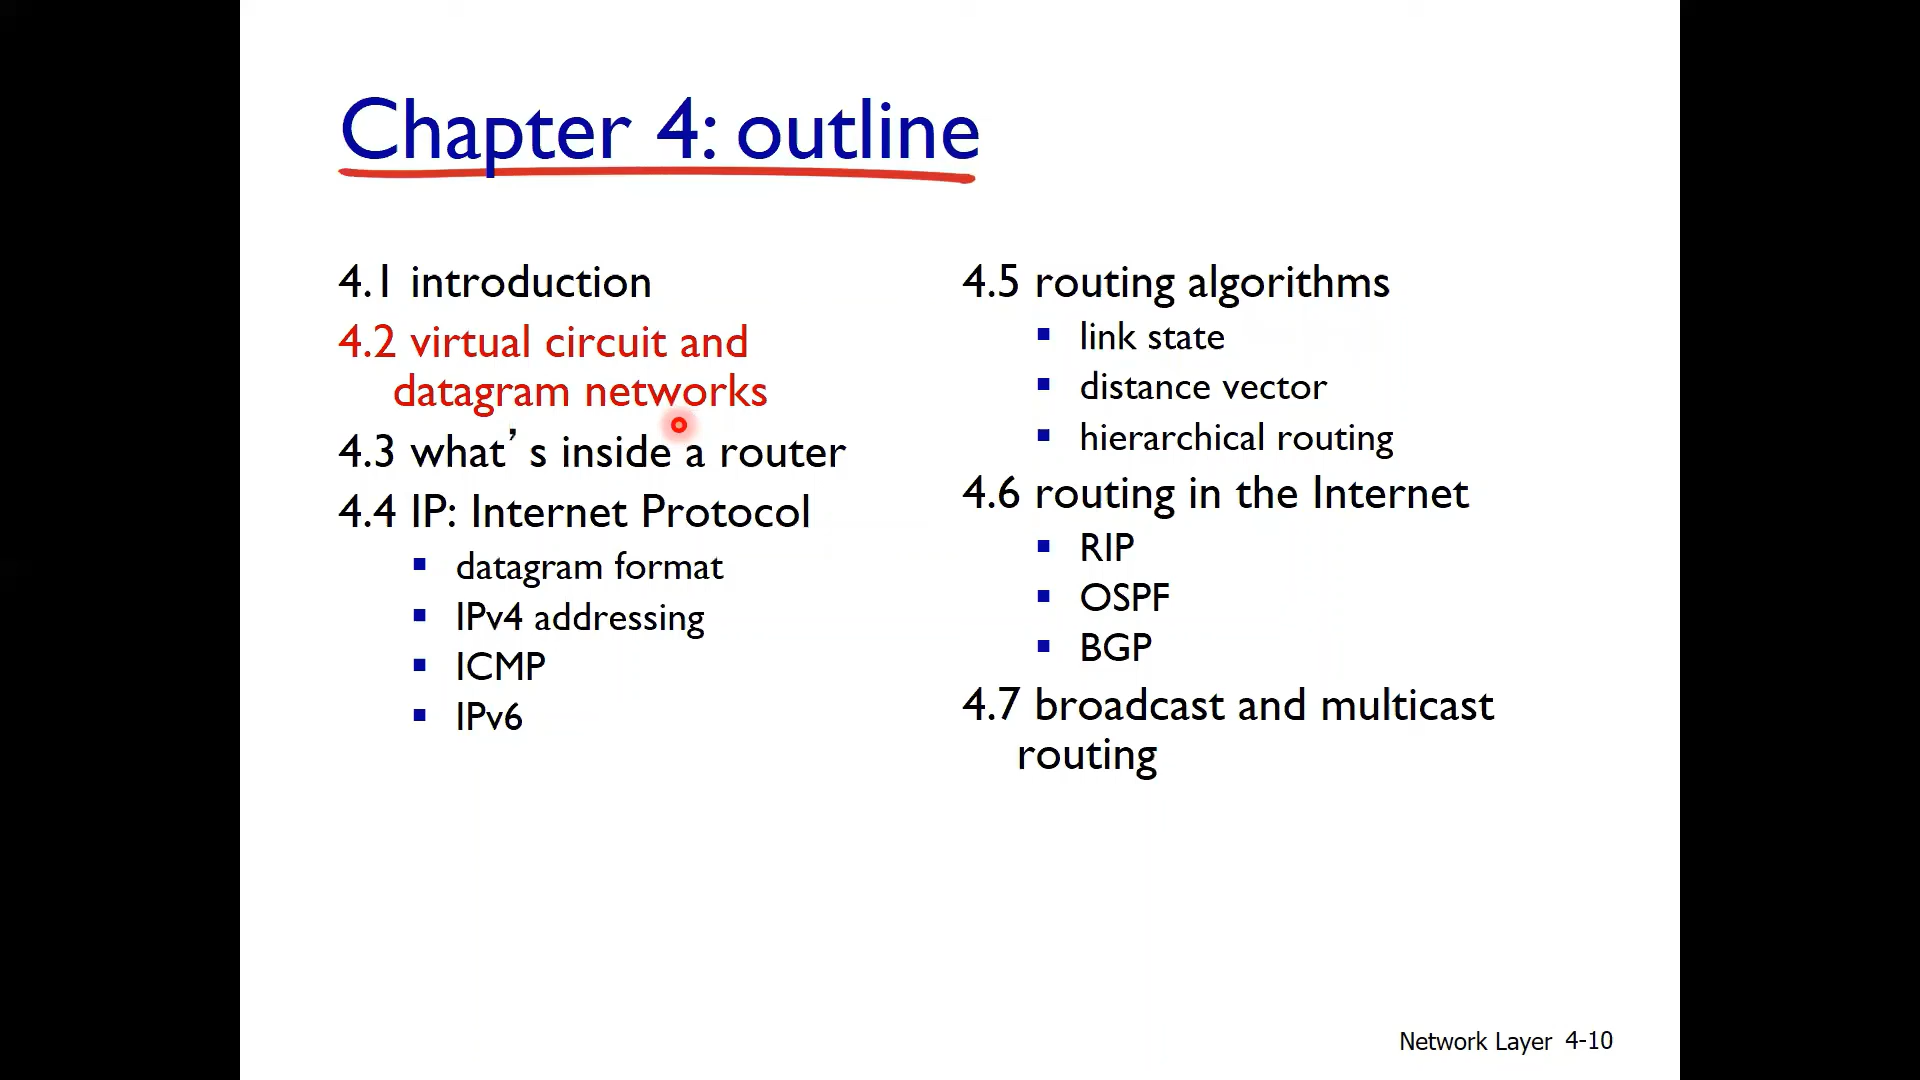 Chapter 4: outline
4.1 introduction
4.2 virtual circuit and
datagram networks
4.3 what’s inside a router
4.4 IP: Internet Protocol
▪ datagram format
▪ IPv4 addressing
▪ ICMP
▪ IPv6
4.5 routing algorithms
▪ link state
▪ distance vector
▪ hierarchical routing
4.6 routing in the Internet
▪ RIP
▪ OSPF
▪ BGP
4.7 broadcast and multicast
routing
Network Layer 4-10